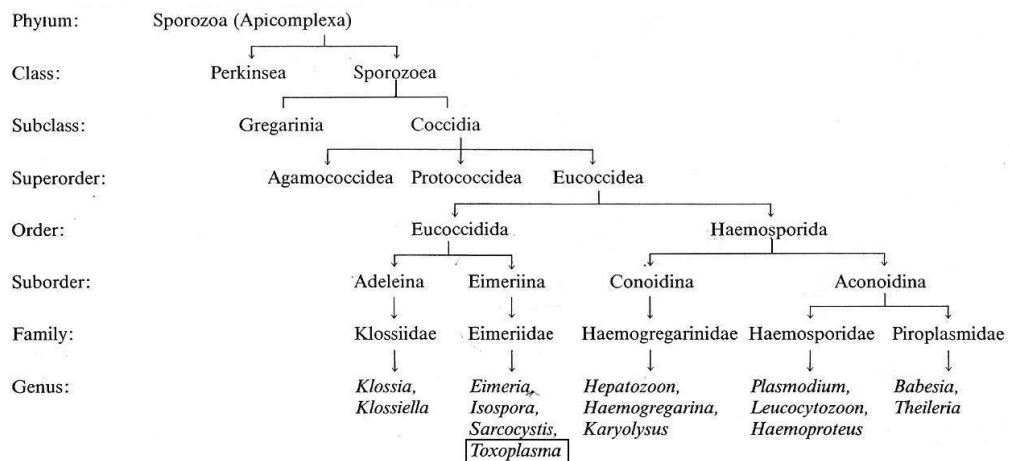 Phylum: Sporozoa (Apicomplexa)
Class: Perkinsea Sporozoea
Subclass: Gregarinia Coccidia
Superorder: Agamococcidea Protococcidea Eucoccidea
Order: Eucoccidida Haemosporida
Suborder: Adeleina Eimeriina Conoidina Aconoidina
Family: Klossiidae Eimeriidae Haemogregarinidae Haemosporidae Piroplasmidae
Genus: Klossia, Eimeria, Hepatozoon, Plasmodium, Babesia,
Klossiella Isospora, Haemogregarina, Leucocytozoon, Theileria
Sarcocystis, Karyolysus Haemoproteus
Toxoplasma